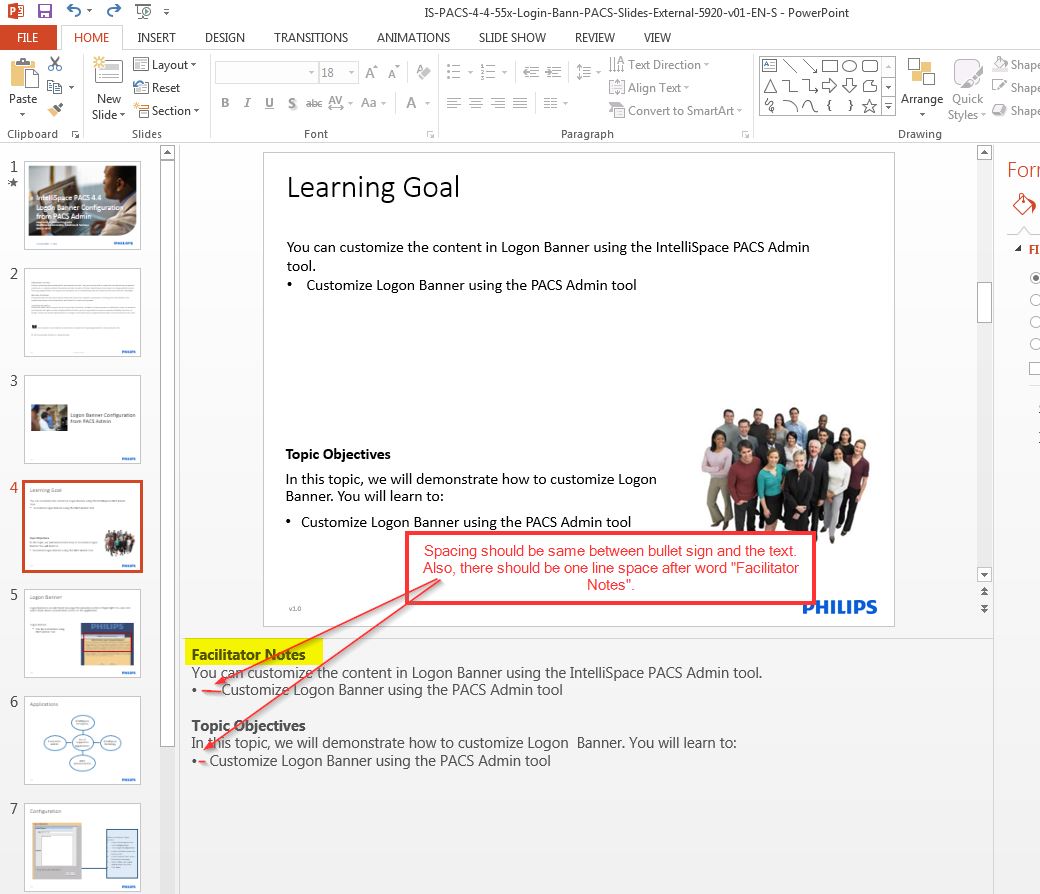 IS-PACS-4-4-55x-Login-Bann-PACS-Slides-External-5920-v01-EN-S - PowerPoint
FILE HOME INSERT DESIGN TRANSITIONS ANIMATIONS SLIDE SHOW REVIEW VIEW
Paste
New
Slide
Layout
Reset
Section
18
B I U S abc AV Aa A
Text Direction
Align Text
Convert to SmartArt
Arrange
Quick
Styles
Shape
Shape
Shape
Clipboard Slides Font Paragraph Drawing
1
IntelliSpace PACS 4.4
Logon Banner Configuration
from PACS Admin
PHILIPS
2
PHILIPS
3
Logon Banner Configuration
from PACS Admin
PHILIPS
4
Learning Goal
Topic Objectives
PHILIPS
5
Logon Banner
PHILIPS
PHILIPS
6
Applications
PHILIPS
7
Configuration
PHILIPS
Learning Goal
You can customize the content in Logon Banner using the IntelliSpace PACS Admin
tool.
• Customize Logon Banner using the PACS Admin tool
Topic Objectives
In this topic, we will demonstrate how to customize Logon
Banner. You will learn to:
• Customize Logon Banner using the PACS Admin tool
Spacing should be same between bullet sign and the text.
Also, there should be one line space after word "Facilitator
Notes".
v1.0
PHILIPS
Facilitator Notes
You can customize the content in Logon Banner using the IntelliSpace PACS Admin tool.
• Customize Logon Banner using the PACS Admin tool
Topic Objectives
In this topic, we will demonstrate how to customize Logon  Banner. You will learn to:
• Customize Logon Banner using the PACS Admin tool
Forr
FI